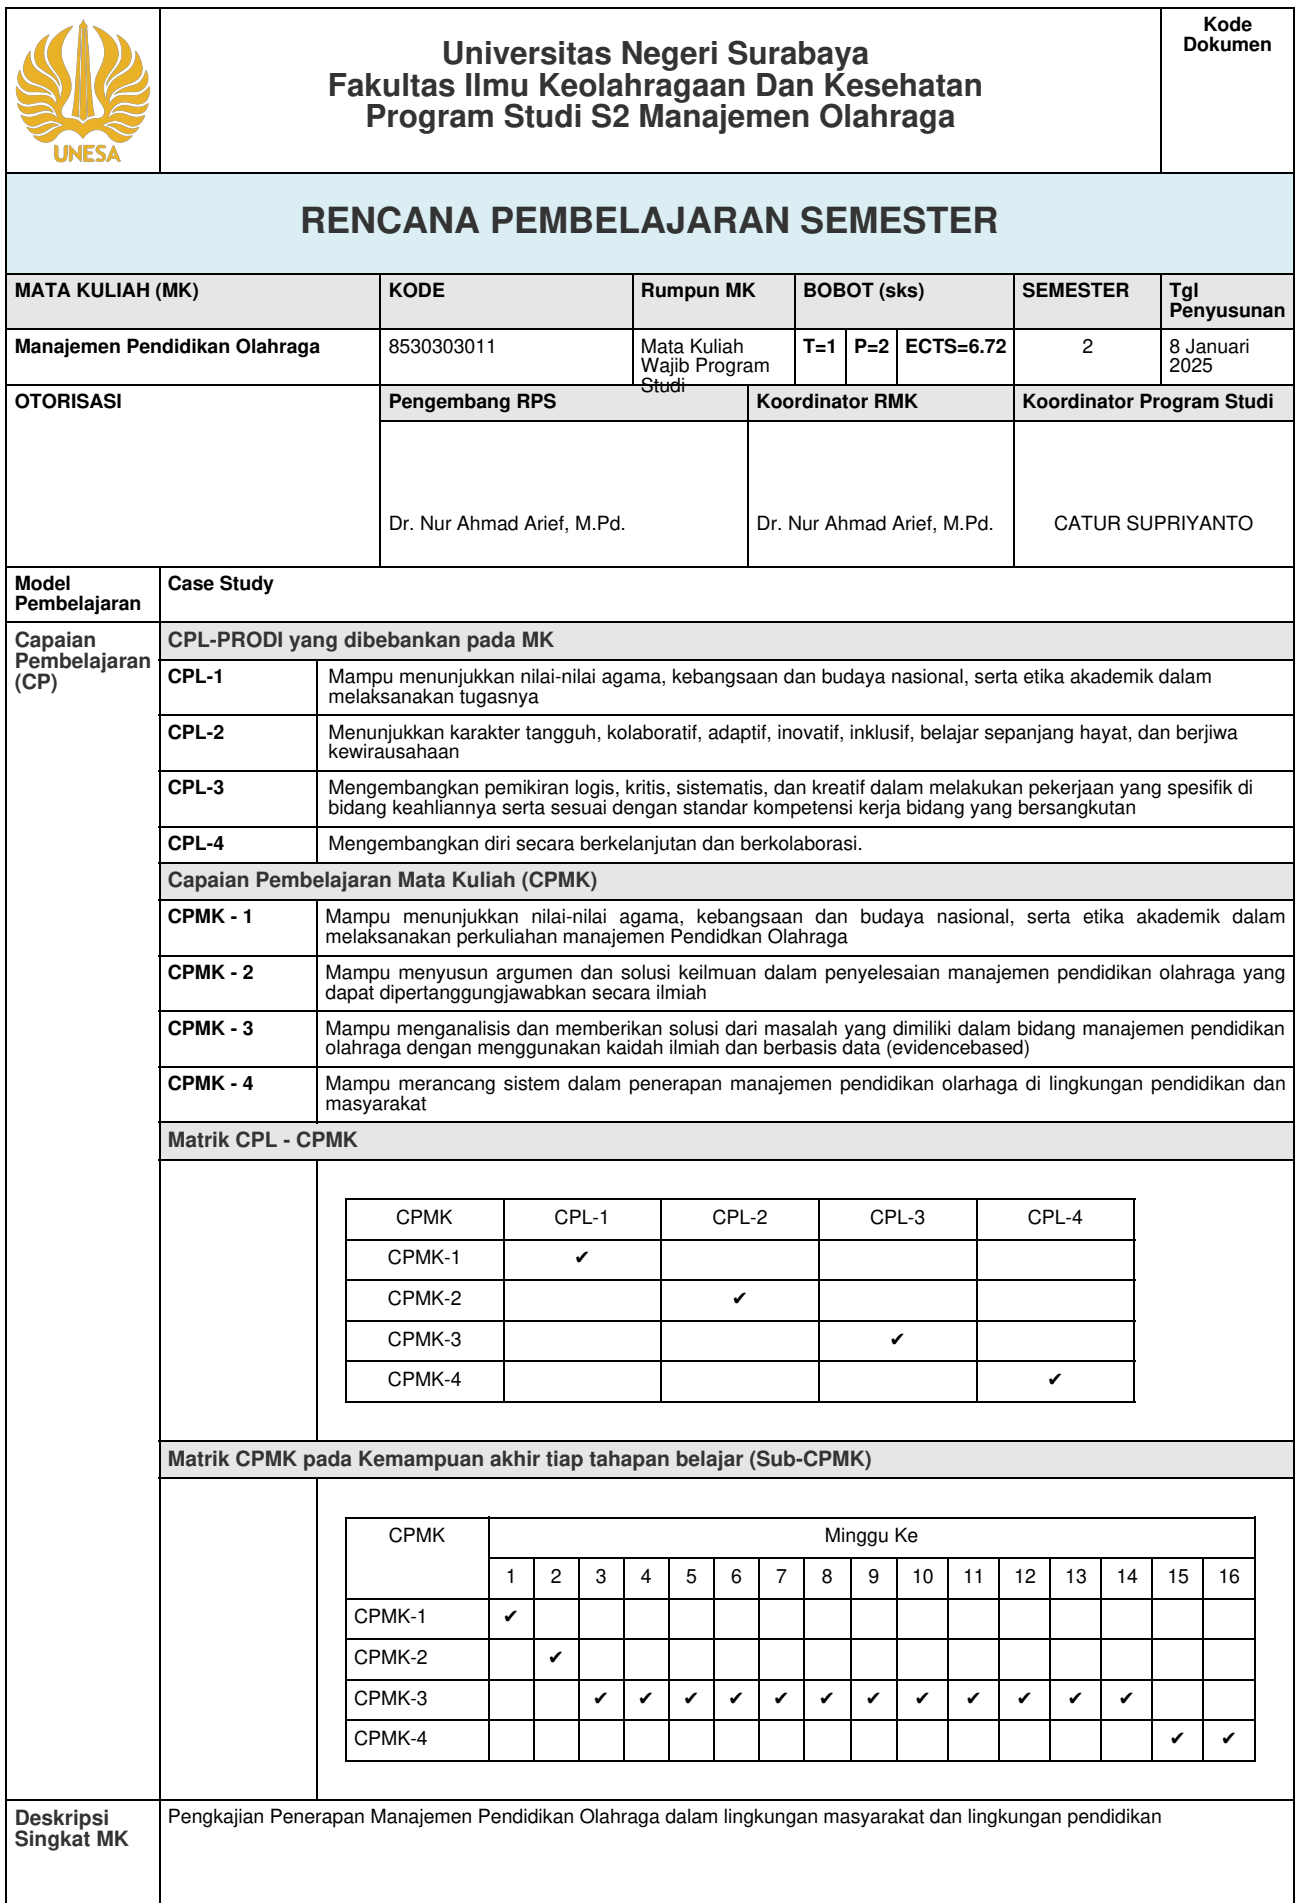 UNESA
Universitas Negeri Surabaya
Fakultas Ilmu Keolahragaan Dan Kesehatan
Program Studi S2 Manajemen Olahraga
Kode
Dokumen
RENCANA PEMBELAJARAN SEMESTER
MATA KULIAH (MK) KODE Rumpun MK BOBOT (sks) SEMESTER Tgl
Penyusunan
Manajemen Pendidikan Olahraga 8530303011 Mata Kuliah
Wajib Program
Studi
T=1 P=2 ECTS=6.72 2 8 Januari
2025
OTORISASI Pengembang RPS Koordinator RMK Koordinator Program Studi
Dr. Nur Ahmad Arief, M.Pd. Dr. Nur Ahmad Arief, M.Pd. CATUR SUPRIYANTO
Model
Pembelajaran
Case Study
Capaian
Pembelajaran
(CP)
CPL-PRODI yang dibebankan pada MK
CPL-1 Mampu menunjukkan nilai-nilai agama, kebangsaan dan budaya nasional, serta etika akademik dalam
melaksanakan tugasnya
CPL-2 Menunjukkan karakter tangguh, kolaboratif, adaptif, inovatif, inklusif, belajar sepanjang hayat, dan berjiwa
kewirausahaan
CPL-3 Mengembangkan pemikiran logis, kritis, sistematis, dan kreatif dalam melakukan pekerjaan yang spesifik di
bidang keahliannya serta sesuai dengan standar kompetensi kerja bidang yang bersangkutan
CPL-4 Mengembangkan diri secara berkelanjutan dan berkolaborasi.
Capaian Pembelajaran Mata Kuliah (CPMK)
CPMK - 1 Mampu menunjukkan nilai-nilai agama, kebangsaan dan budaya nasional, serta etika akademik dalam
melaksanakan perkuliahan manajemen Pendidkan Olahraga
CPMK - 2 Mampu menyusun argumen dan solusi keilmuan dalam penyelesaian manajemen pendidikan olahraga yang
dapat dipertanggungjawabkan secara ilmiah
CPMK - 3 Mampu menganalisis dan memberikan solusi dari masalah yang dimiliki dalam bidang manajemen pendidikan
olahraga dengan menggunakan kaidah ilmiah dan berbasis data (evidencebased)
CPMK - 4 Mampu merancang sistem dalam penerapan manajemen pendidikan olarhaga di lingkungan pendidikan dan
masyarakat
Matrik CPL - CPMK
CPMK CPL-1 CPL-2 CPL-3 CPL-4
CPMK-1 ✔
CPMK-2 ✔
CPMK-3 ✔
CPMK-4 ✔
Matrik CPMK pada Kemampuan akhir tiap tahapan belajar (Sub-CPMK)
CPMK Minggu Ke
1 2 3 4 5 6 7 8 9 10 11 12 13 14 15 16
CPMK-1 ✔
CPMK-2 ✔
CPMK-3 ✔ ✔ ✔ ✔ ✔ ✔ ✔ ✔ ✔ ✔ ✔ ✔
CPMK-4 ✔ ✔
Deskripsi
Singkat MK
Pengkajian Penerapan Manajemen Pendidikan Olahraga dalam lingkungan masyarakat dan lingkungan pendidikan